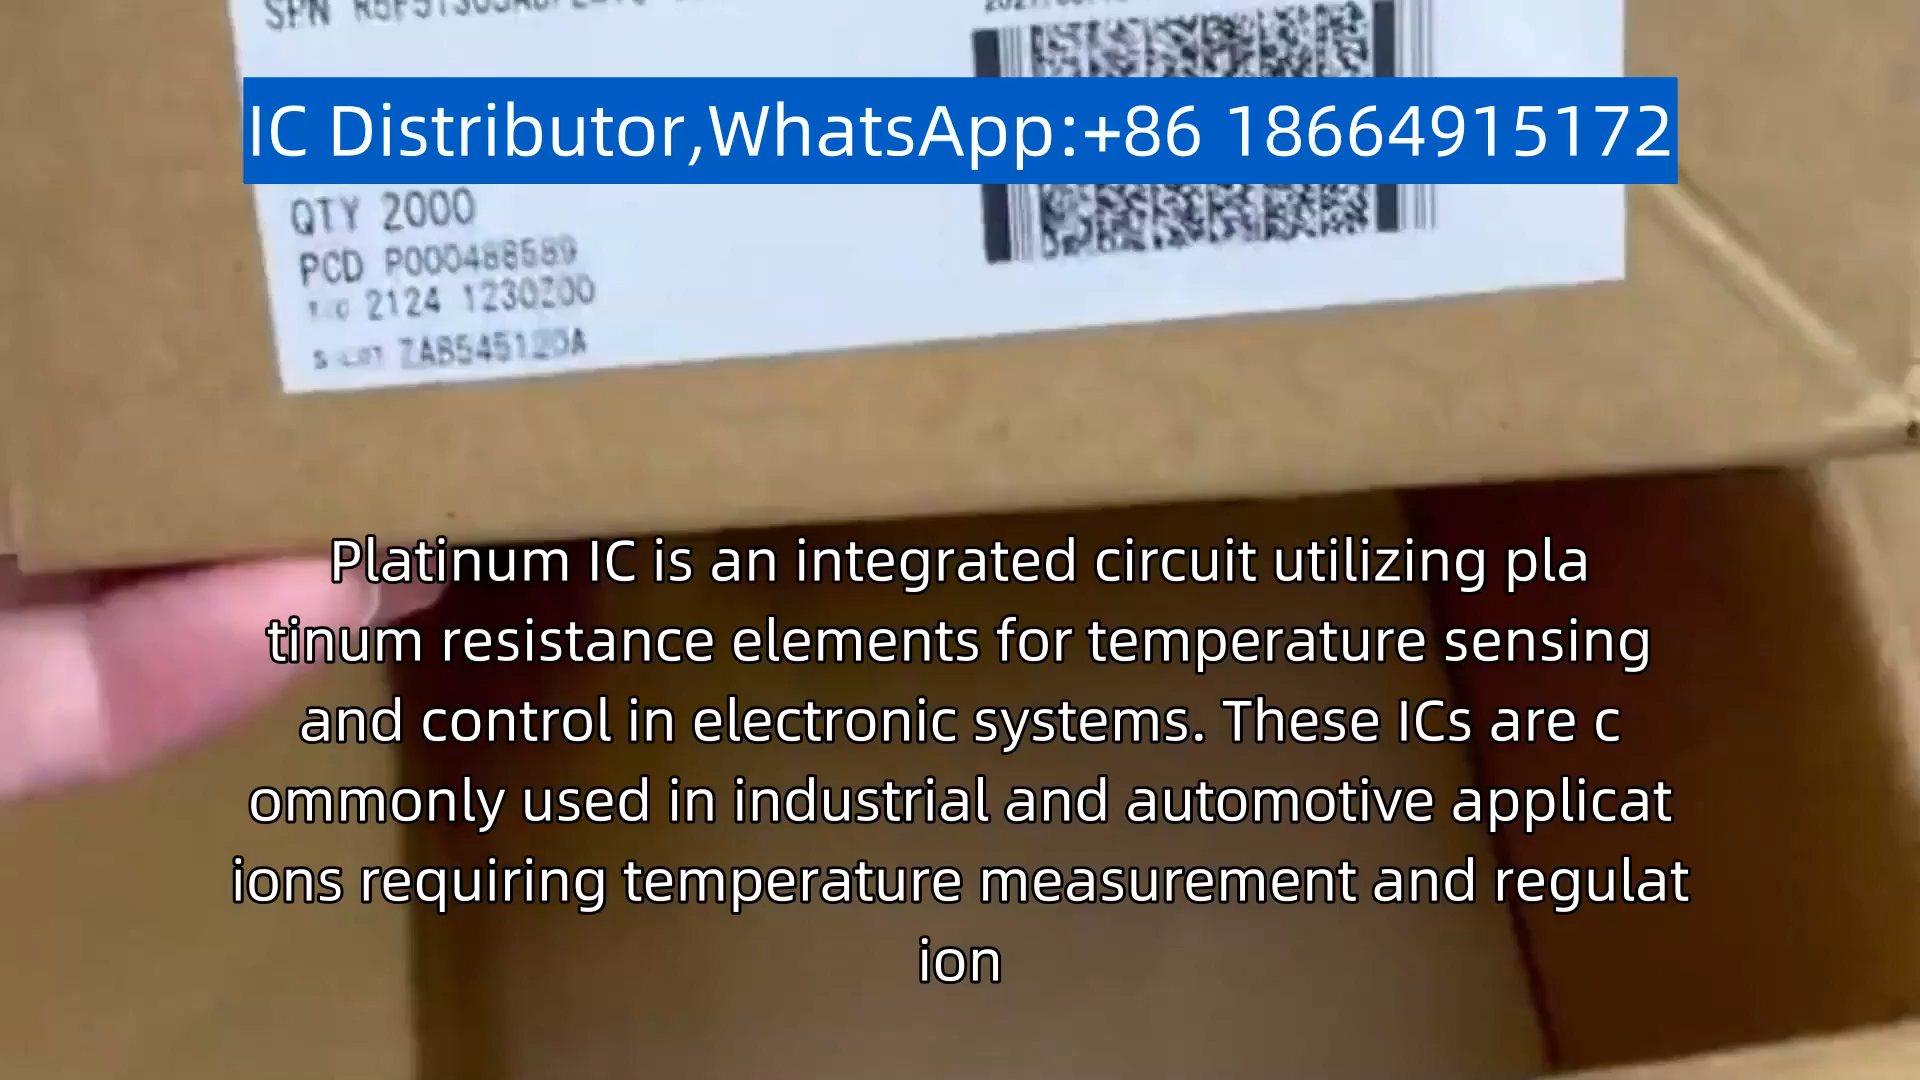 SPN
IC Distributor,WhatsApp:+86 18664915172
QTY 2000
PCD P000488589
2124 1230Z00
ZAB545120A
Platinum IC is an integrated circuit utilizing pla
tinum resistance elements for temperature sensing
and control in electronic systems. These ICs are c
ommonly used in industrial and automotive applicat
ions requiring temperature measurement and regulat
ion